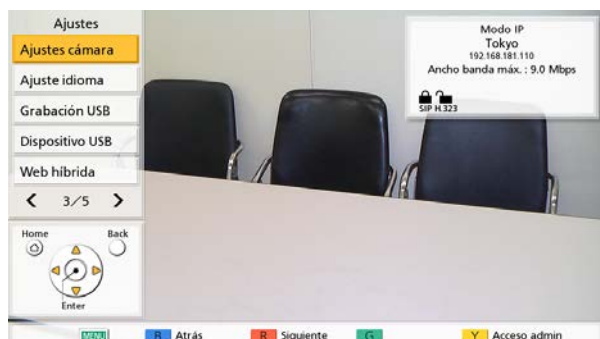 Ajustes
Ajustes cámara
Ajuste idioma
Grabación USB
Dispositivo USB
Web híbrida
3/5
Home
Back
Enter
Modo IP
Tokyo
192.168.181.110
Ancho banda máx. : 9.0 Mbps
SIP H.323
MENU
B Atrás
R Siguiente
G
Y Acceso admin